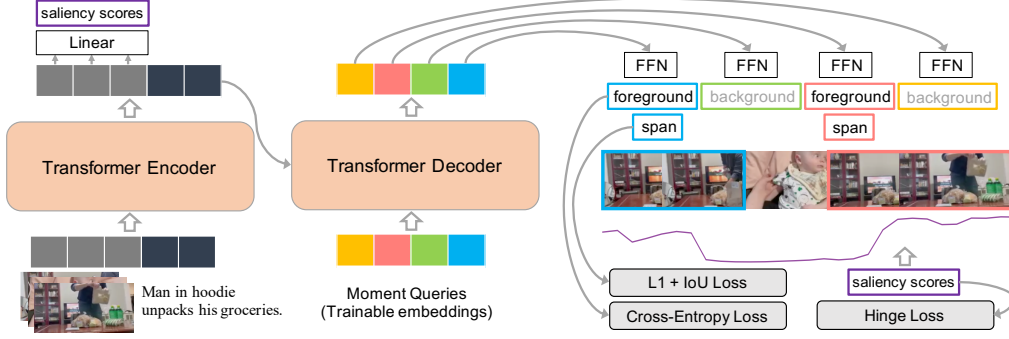 saliency scores
Linear
Transformer Encoder
Man in hoodie
unpacks his groceries.
Transformer Decoder
Moment Queries
(Trainable embeddings)
FFN
FFN
FFN
FFN
foreground
background
foreground
background
span
span
saliency scores
L1 + IoU Loss
Cross-Entropy Loss
Hinge Loss